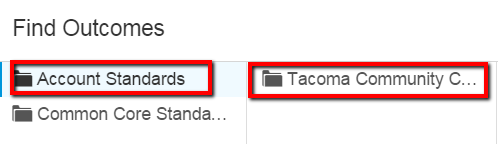 Find Outcomes
Account Standards
Tacoma Community C...
Common Core Standa...